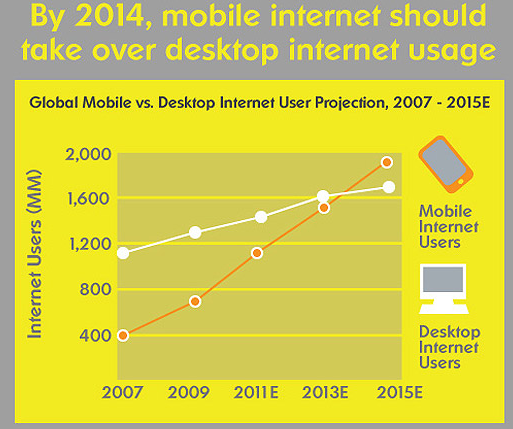 By 2014, mobile internet should
take over desktop internet usage
Global Mobile vs. Desktop Internet User Projection, 2007 - 2015E
Internet Users (MM)
2,000
1,600
1,200
800
400
2007 2009 2011E 2013E 2015E
Mobile
Internet
Users
Desktop
Internet
Users